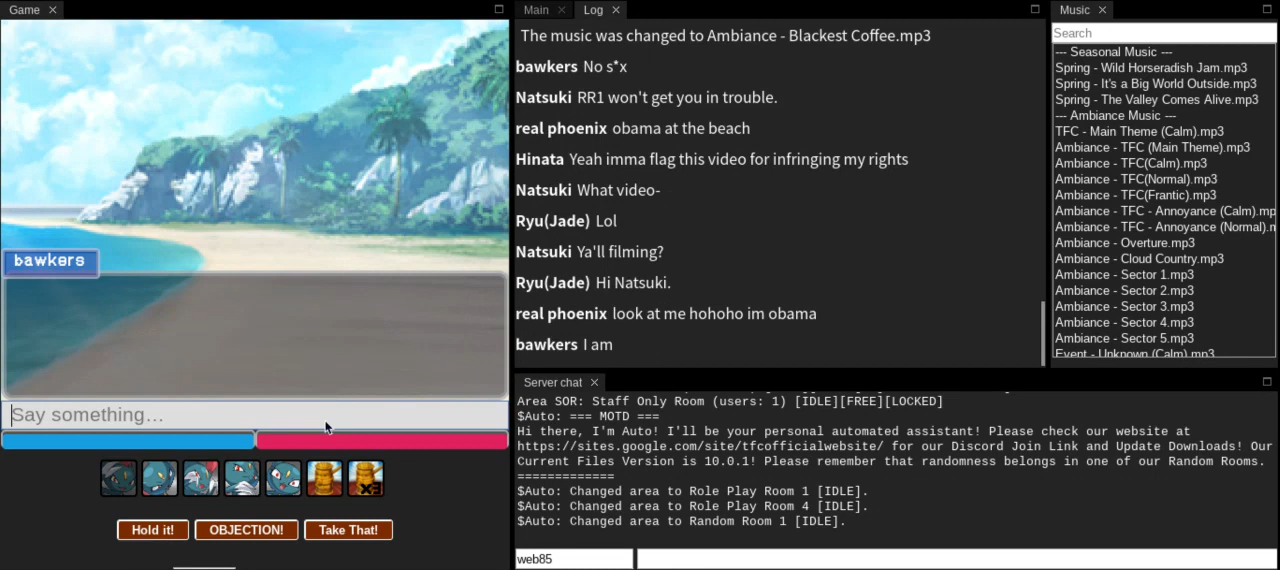 Game
bawkers
Say something...
Hold it!
OBJECTION!
Take That!
Main
Log
The music was changed to Ambiance - Blackest Coffee.mp3
bawkers No s*x
Natsuki RR1 won't get you in trouble.
real phoenix obama at the beach
Hinata Yeah imma flag this video for infringing my rights
Natsuki What video-
Ryu(Jade) Lol
Natsuki Ya'll filming?
Ryu(Jade) Hi Natsuki.
real phoenix look at me hohoho im obama
bawkers I am
Server chat
Area SOR: Staff Only Room (users: 1) [IDLE][FREE][LOCKED]
$Auto: === MOTD ===
Hi there, I'm Auto! I'll be your personal automated assistant! Please check our website at
https://sites.google.com/site/tfcofficialwebsite/ for our Discord Join Link and Update Downloads! Our
Current Files Version is 10.0.1! Please remember that randomness belongs in one of our Random Rooms.
=============
$Auto: Changed area to Role Play Room 1 [IDLE].
$Auto: Changed area to Role Play Room 4 [IDLE].
$Auto: Changed area to Random Room 1 [IDLE].
web85
Music
Search
--- Seasonal Music ---
Spring - Wild Horseradish Jam.mp3
Spring - It's a Big World Outside.mp3
Spring - The Valley Comes Alive.mp3
--- Ambiance Music ---
TFC - Main Theme (Calm).mp3
Ambiance - TFC (Main Theme).mp3
Ambiance - TFC(Calm).mp3
Ambiance - TFC(Normal).mp3
Ambiance - TFC(Frantic).mp3
Ambiance - TFC - Annoyance (Calm).mp
Ambiance - TFC - Annoyance (Normal).m
Ambiance - Overture.mp3
Ambiance - Cloud Country.mp3
Ambiance - Sector 1.mp3
Ambiance - Sector 2.mp3
Ambiance - Sector 3.mp3
Ambiance - Sector 4.mp3
Ambiance - Sector 5.mp3
Event - Unknown (Calm).mp3